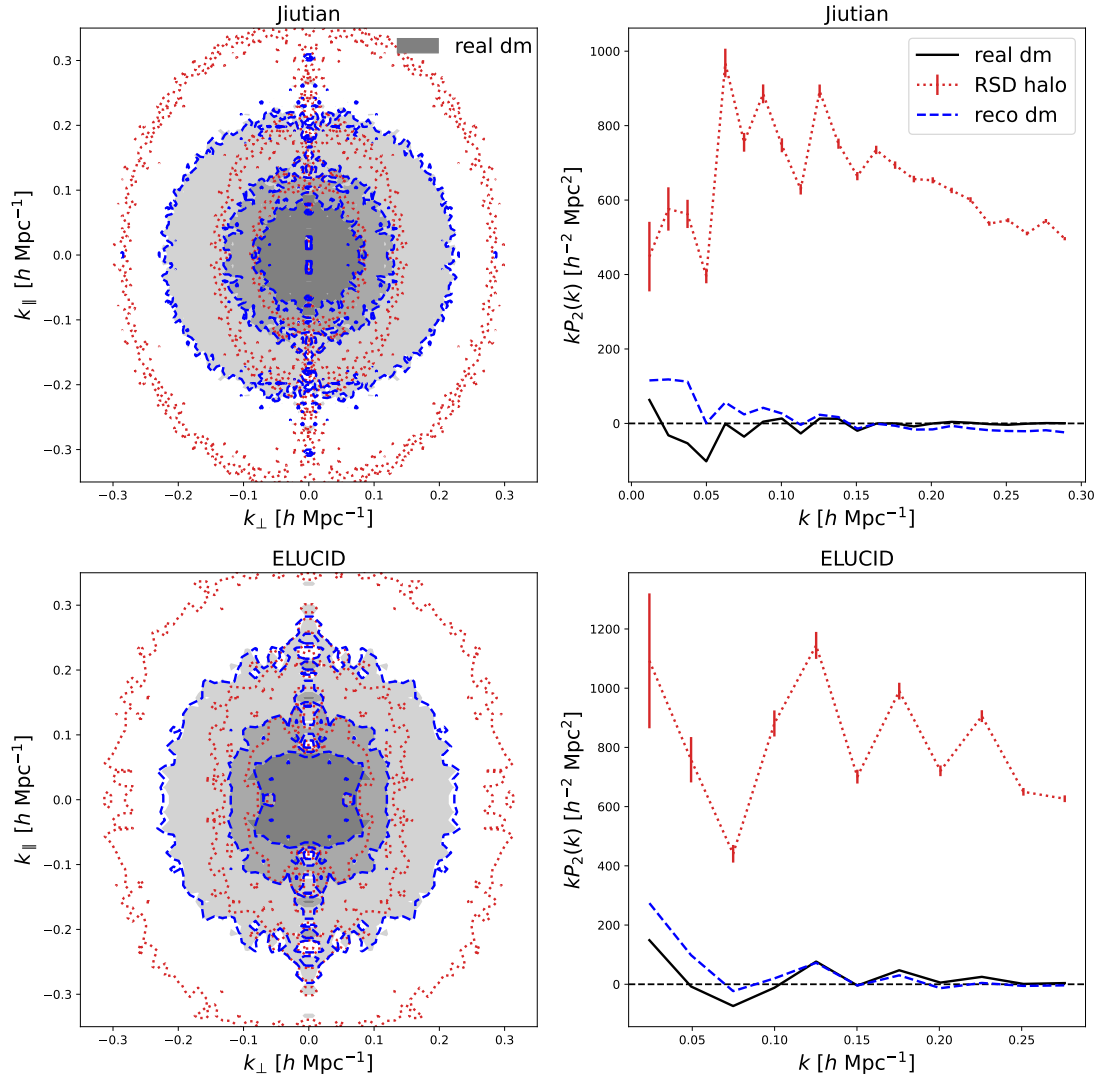 Jiutian
real dm
0.3
0.2
0.1
0.0
−0.1
−0.2
−0.3
k∥ [h Mpc⁻¹]
−0.3 −0.2 −0.1 0.0 0.1 0.2 0.3
k⊥ [h Mpc⁻¹]
Jiutian
real dm
RSD halo
reco dm
1000
800
600
400
200
0
kP₂(k) [h⁻² Mpc²]
0.00 0.05 0.10 0.15 0.20 0.25 0.30
k [h Mpc⁻¹]
ELUCID
0.3
0.2
0.1
0.0
−0.1
−0.2
−0.3
k∥ [h Mpc⁻¹]
−0.3 −0.2 −0.1 0.0 0.1 0.2 0.3
k⊥ [h Mpc⁻¹]
ELUCID
1200
1000
800
600
400
200
0
kP₂(k) [h⁻² Mpc²]
0.05 0.10 0.15 0.20 0.25
k [h Mpc⁻¹]